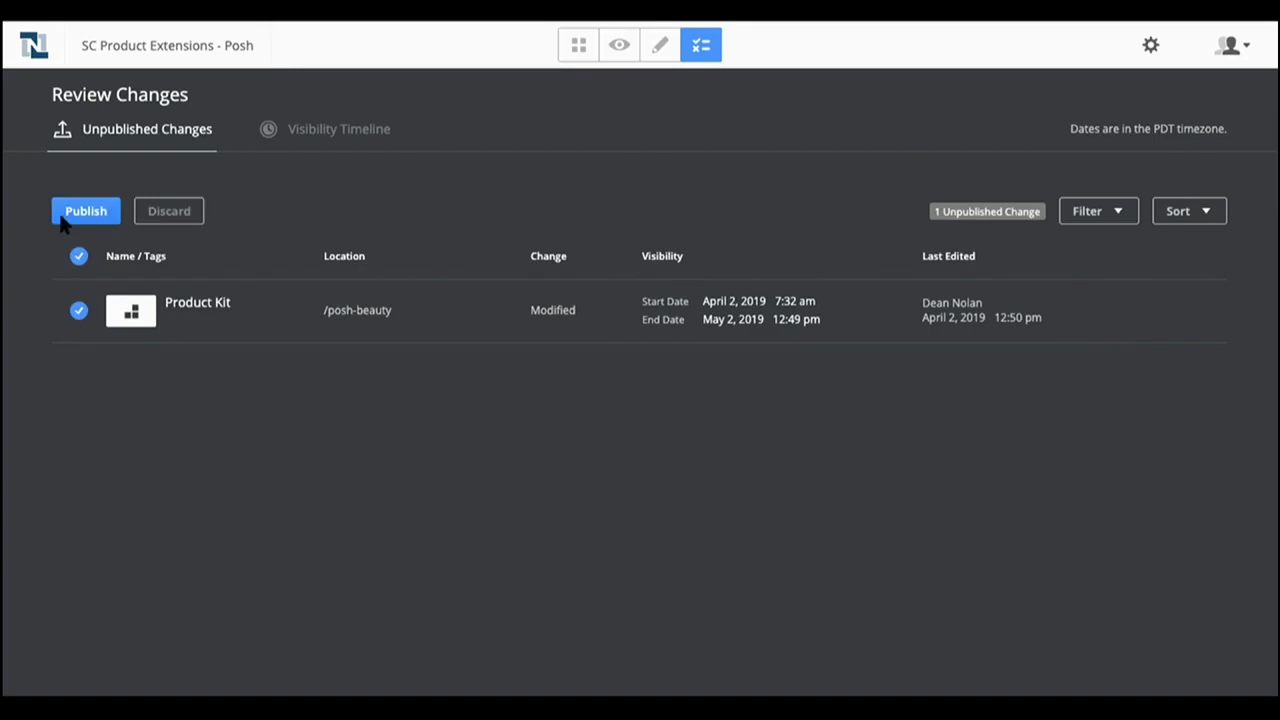 SC Product Extensions - Posh
Review Changes
Unpublished Changes
Visibility Timeline
Dates are in the PDT timezone.
Publish
Discard
1 Unpublished Change
Filter
Sort
Name / Tags
Location
Change
Visibility
Last Edited
Product Kit
/posh-beauty
Modified
Start Date April 2, 2019 7:32 am
End Date May 2, 2019 12:49 pm
Dean Nolan
April 2, 2019 12:50 pm